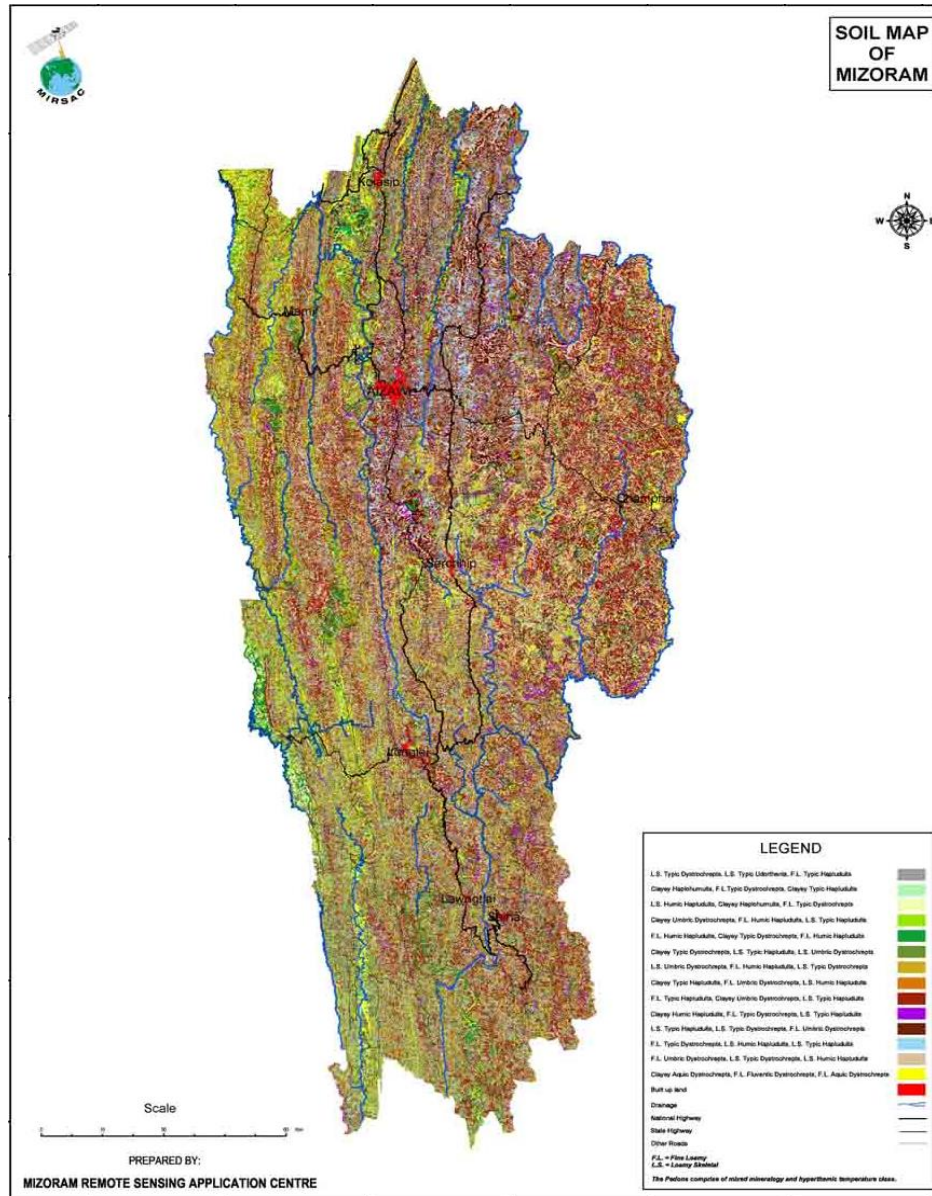 SOIL MAP
OF
MIZORAM
MIRSAC
N
W
E
S
Kolasib
Mamit
AIZAWL
Champhai
Serchhip
Lunglei
Lawngtlai
Saiha
LEGEND
L.S. Typic Dystrochrepts, L.S. Typic Udorthents, F.L. Typic Hapludults
Clayey Haplohumults, F.L.Typic Dystrochrepts, Clayey Typic Hapludults
L.S. Humic Hapludults, Clayey Haplohumults, F.L. Typic Dystrochrepts
Clayey Umbric Dystrochrepts, F.L. Humic Hapludults, L.S. Typic Hapludults
F.L. Humic Hapludults, Clayey Typic Dystrochrepts, F.L. Humic Hapludults
Clayey Typic Dystrochrepts, L.S. Typic Hapludults, L.S. Umbric Dystrochrepts
L.S. Umbric Dystrochrepts, F.L. Humic Hapludults, L.S. Typic Dystrochrepts
Clayey Typic Hapludults, F.L. Umbric Dystrochrepts, L.S. Humic Hapludults
F.L. Typic Hapludults, Clayey Umbric Dystrochrepts, L.S. Typic Hapludults
Clayey Humic Hapludults, F.L. Typic Dystrochrepts, L.S. Typic Hapludults
L.S. Typic Hapludults, L.S. Typic Dystrochrepts, F.L. Umbric Dystrochrepts
F.L. Typic Dystrochrepts, L.S. Humic Hapludults, L.S. Typic Hapludults
F.L. Umbric Dystrochrepts, L.S. Typic Dystrochrepts, L.S. Humic Hapludults
Clayey Aquic Dystrochrepts, F.L. Fluventic Dystrochrepts, F.L. Aquic Dystrochrepts
Built up land
Drainage
National Highway
State Highway
Other Roads
F.L. = Fine Loamy
L.S. = Loamy Skeletal
The Pedons comprise of mixed mineralogy and hyperthermic temperature class.
Scale
PREPARED BY:
MIZORAM REMOTE SENSING APPLICATION CENTRE